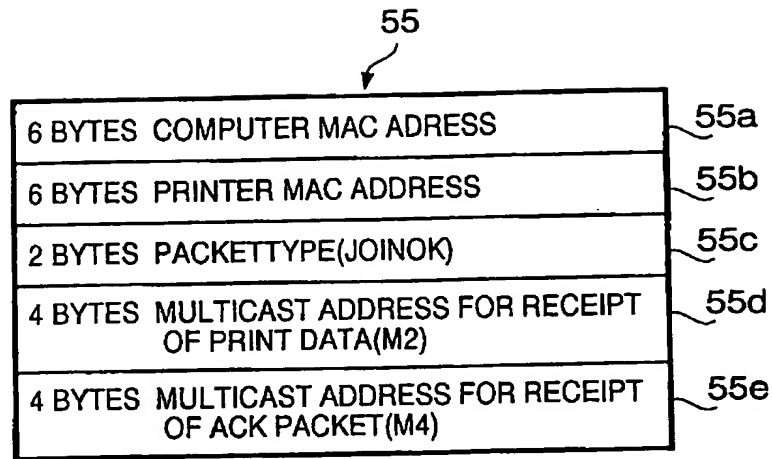 55
6 BYTES COMPUTER MAC ADRESS 55a
6 BYTES PRINTER MAC ADDRESS 55b
2 BYTES PACKETTYPE(JOINOK) 55c
4 BYTES MULTICAST ADDRESS FOR RECEIPT 55d
OF PRINT DATA(M2)
4 BYTES MULTICAST ADDRESS FOR RECEIPT 55e
OF ACK PACKET(M4)